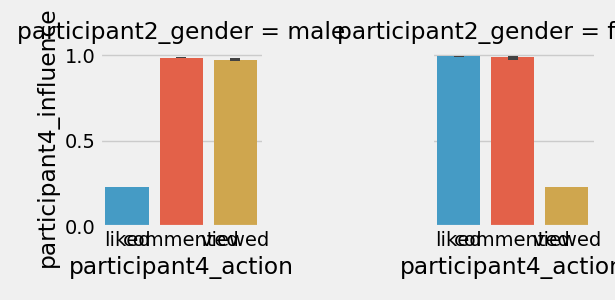 participant2_gender = male
participant2_gender = f
participant4_influence
1.0
0.5
0.0
liked commented viewed
liked commented viewed
participant4_action
participant4_action